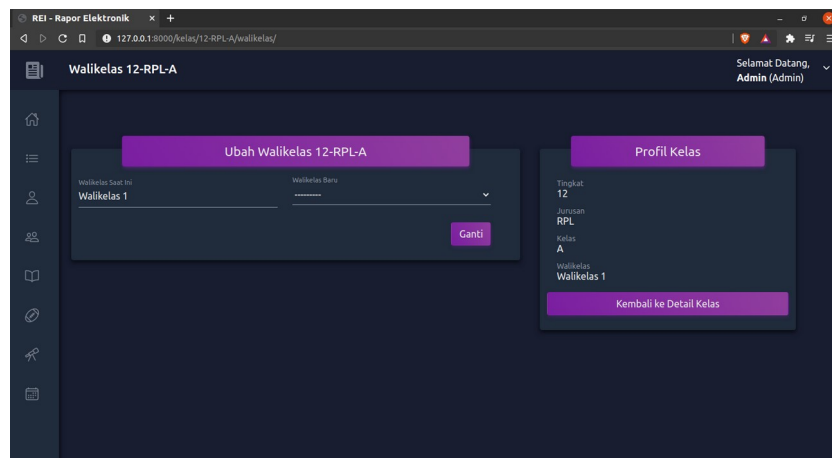 REI - Rapor Elektronik
127.0.0.1:8000/kelas/12-RPL-A/walikelas/
Walikelas 12-RPL-A
Selamat Datang,
Admin (Admin)
Ubah Walikelas 12-RPL-A
Walikelas Saat Ini
Walikelas 1
Walikelas Baru
---------
Ganti
Profil Kelas
Tingkat
12
Jurusan
RPL
Kelas
A
Walikelas
Walikelas 1
Kembali ke Detail Kelas